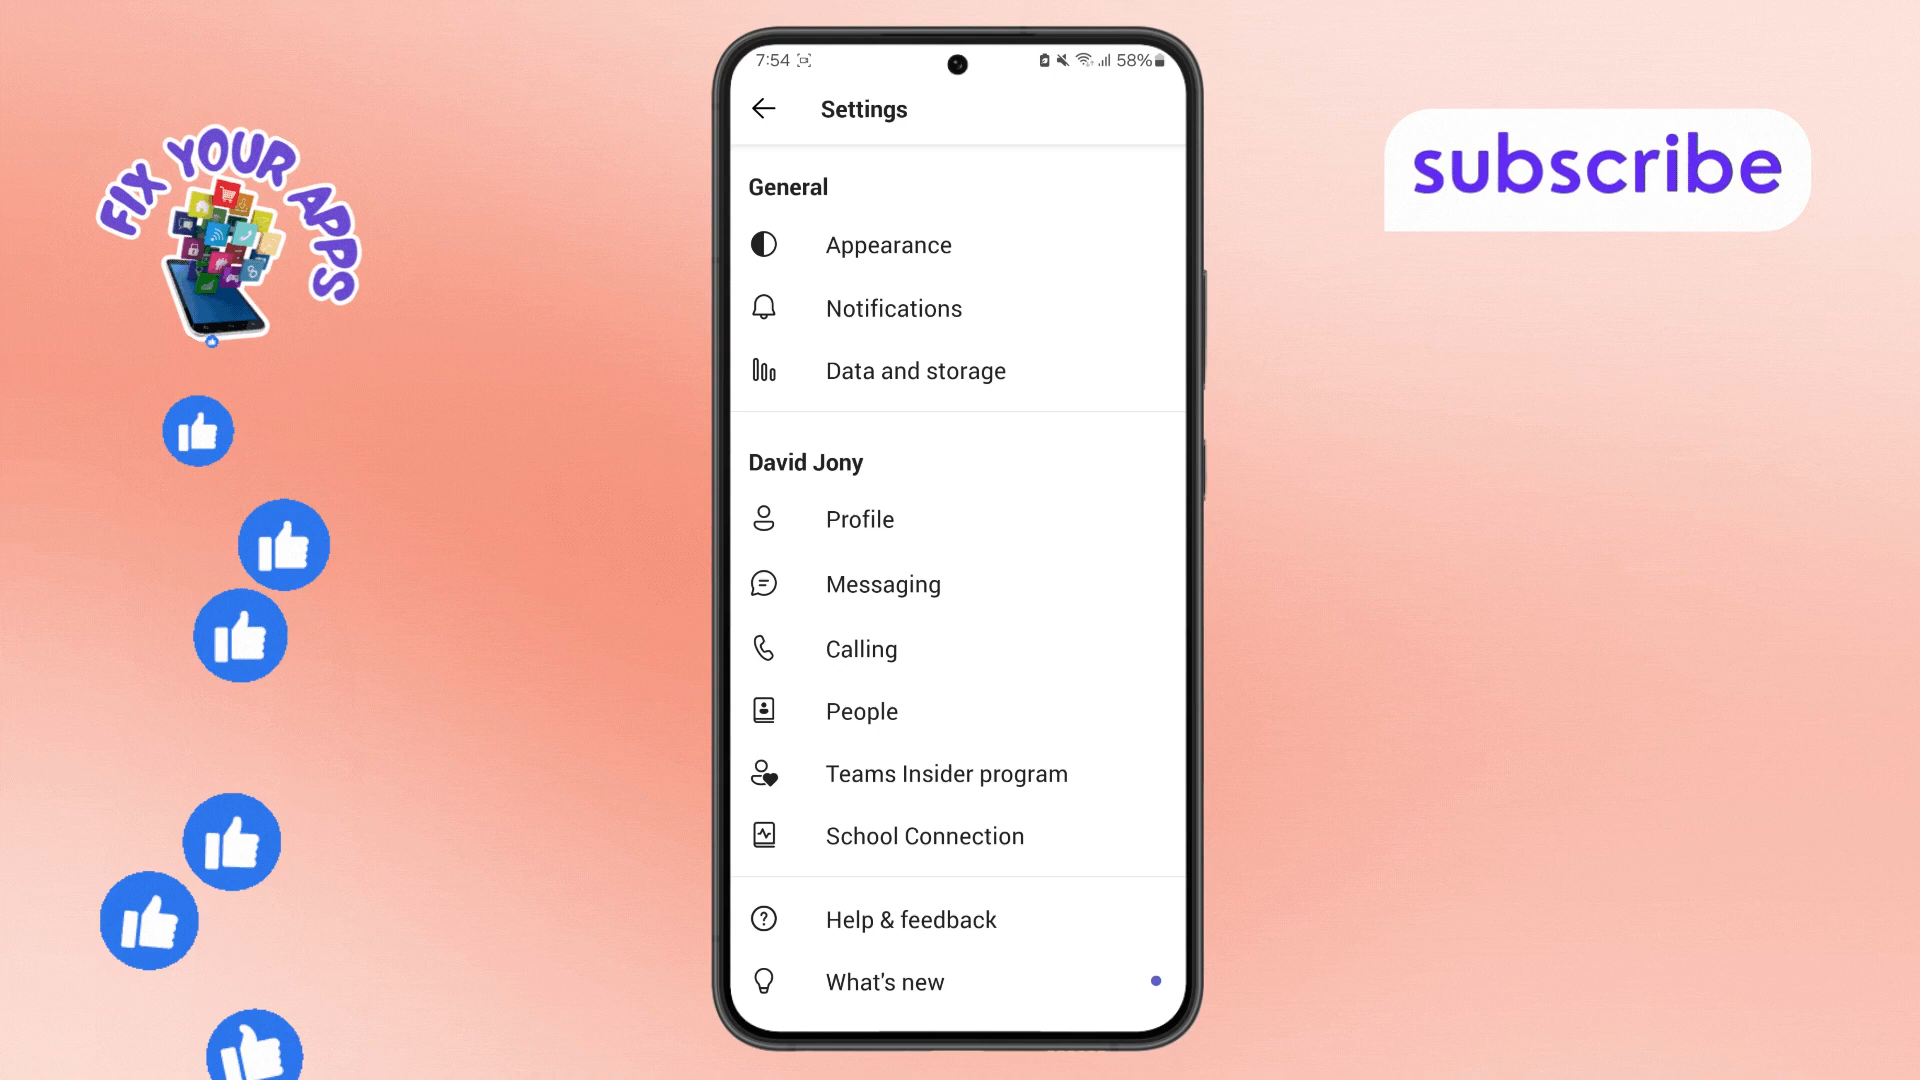 FIX YOUR APPS
subscribe
7:54
58%
Settings
General
Appearance
Notifications
Data and storage
David Jony
Profile
Messaging
Calling
People
Teams Insider program
School Connection
Help & feedback
What's new